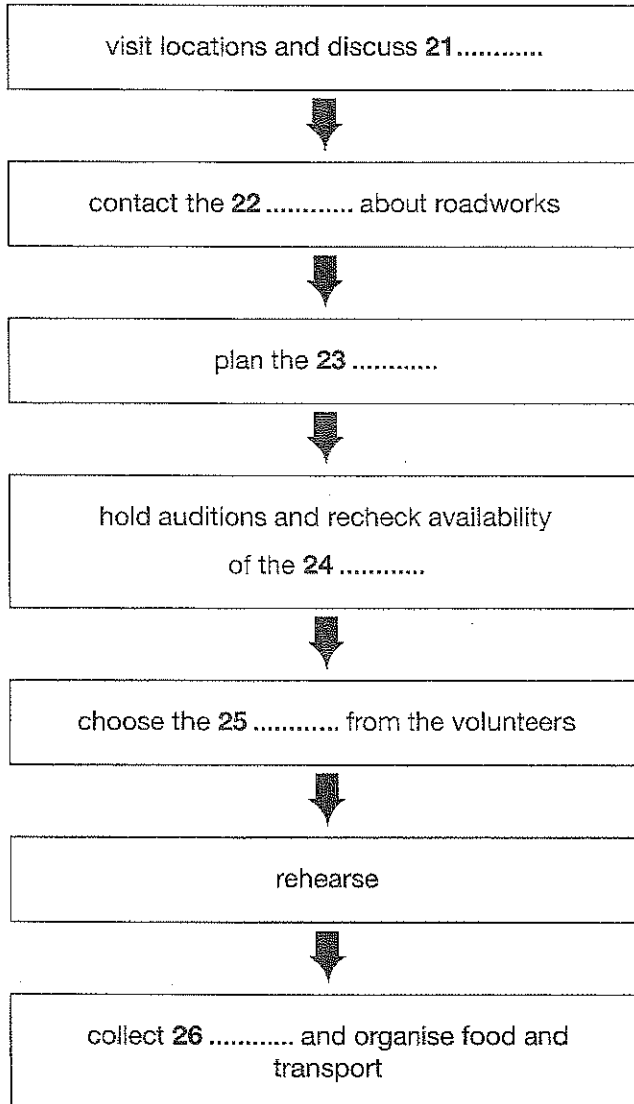 visit locations and discuss 21............
contact the 22 ............ about roadworks
plan the 23 ............
hold auditions and recheck availability
of the 24 ............
choose the 25 ............ from the volunteers
rehearse
collect 26 ............ and organise food and
transport